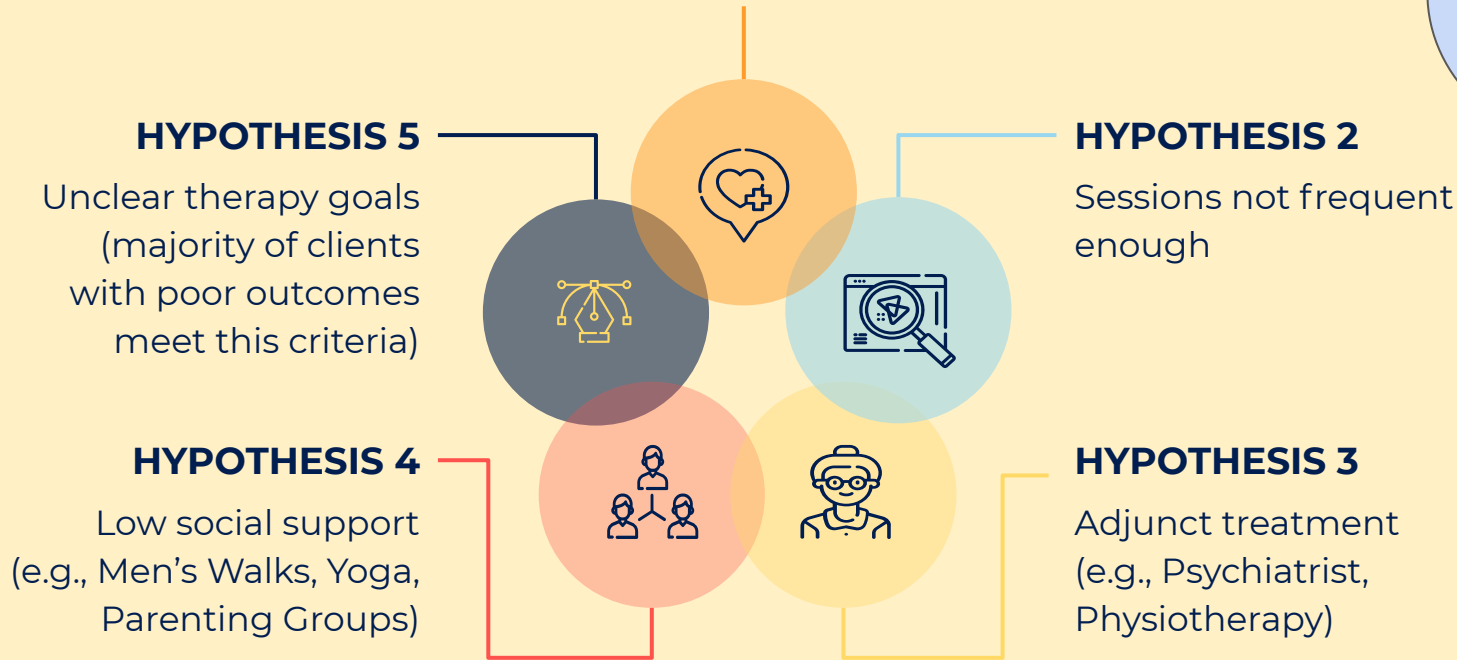 HYPOTHESIS 5
Unclear therapy goals
(majority of clients
with poor outcomes
meet this criteria)
HYPOTHESIS 2
Sessions not frequent
enough
HYPOTHESIS 4
Low social support
(e.g., Men’s Walks, Yoga,
Parenting Groups)
HYPOTHESIS 3
Adjunct treatment
(e.g., Psychiatrist,
Physiotherapy)